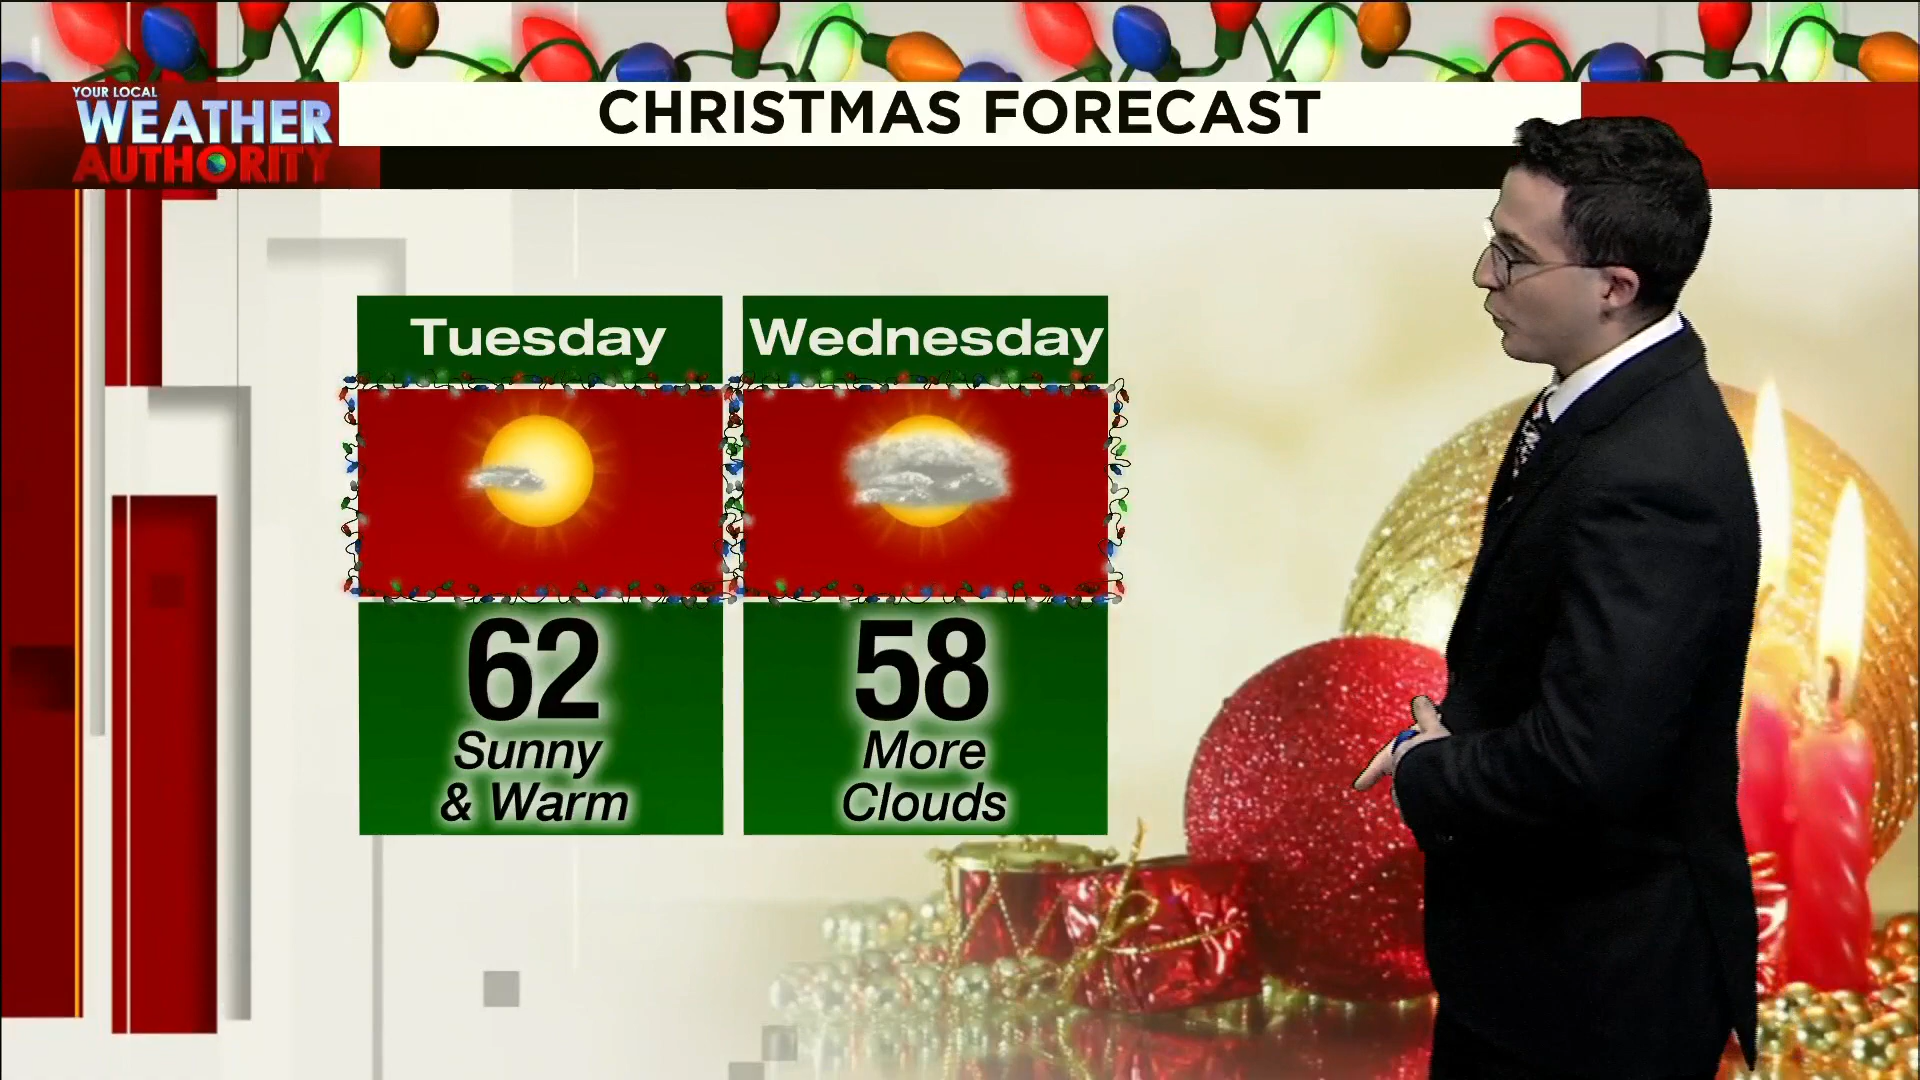 YOUR LOCAL
WEATHER
AUTHORITY
CHRISTMAS FORECAST
Tuesday
Wednesday
62
Sunny
& Warm
58
More
Clouds